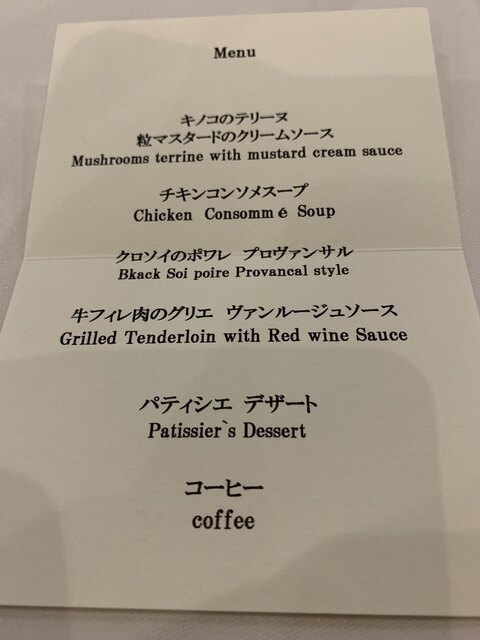 Menu
キノコのテリーヌ
粒マスタードのクリームソース
Mushrooms terrine with mustard cream sauce
チキンコンソメスープ
Chicken Consommé Soup
クロソイのポワレ プロヴァンサル
Bkack Soi poire Provancal style
牛フィレ肉のグリエ ヴァンルージュソース
Grilled Tenderloin with Red wine Sauce
パティシエ デザート
Patissier`s Dessert
コーヒー
coffee